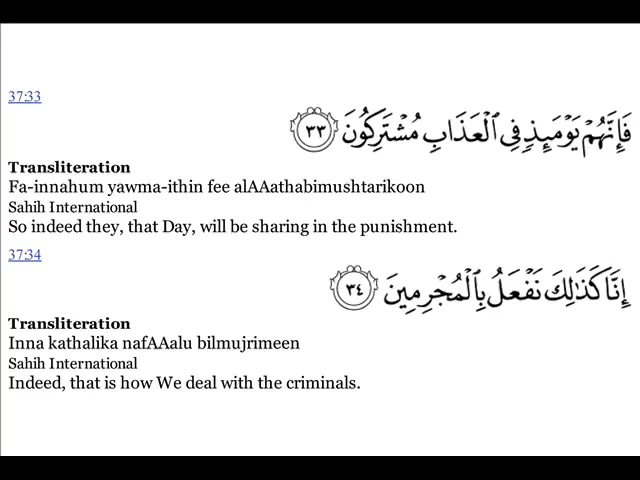 37:33
فَإِنَّهُمْ يَوْمَئِذٍ فِي ٱلْعَذَابِ مُشْتَرِكُونَ ٣٣
Transliteration
Fa-innahum yawma-ithin fee alAAathabimushtarikoon
Sahih International
So indeed they, that Day, will be sharing in the punishment.
37:34
إِنَّا كَذَٰلِكَ نَفْعَلُ بِٱلْمُجْرِمِينَ ٣٤
Transliteration
Inna kathalika nafAAalu bilmujrimeen
Sahih International
Indeed, that is how We deal with the criminals.